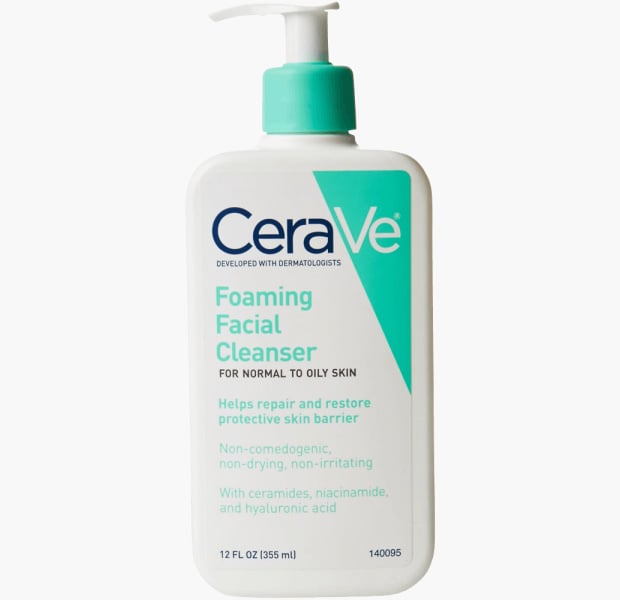 CeraVe®
DEVELOPED WITH DERMATOLOGISTS
Foaming
Facial
Cleanser
FOR NORMAL TO OILY SKIN
Helps repair and restore
protective skin barrier
Non-comedogenic,
non-drying, non-irritating
With ceramides, niacinamide,
and hyaluronic acid
12 FL OZ (355 ml) 140095